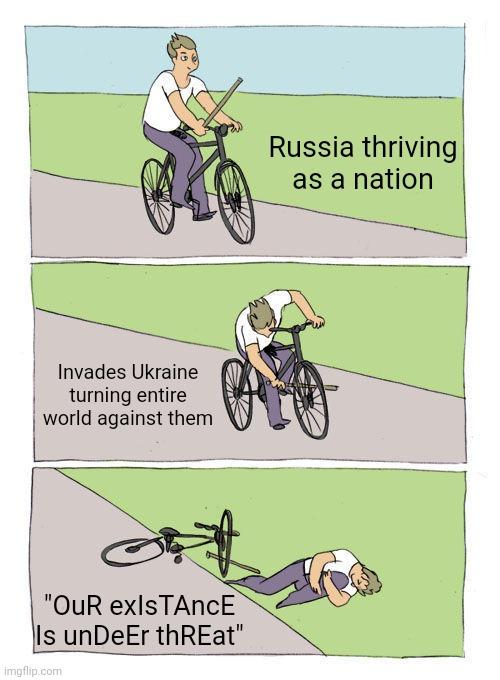 Russia thriving
as a nation
Invades Ukraine
turning entire
world against them
"OuR exIsTAncE
Is unDeEr thREat"
imgflip.com